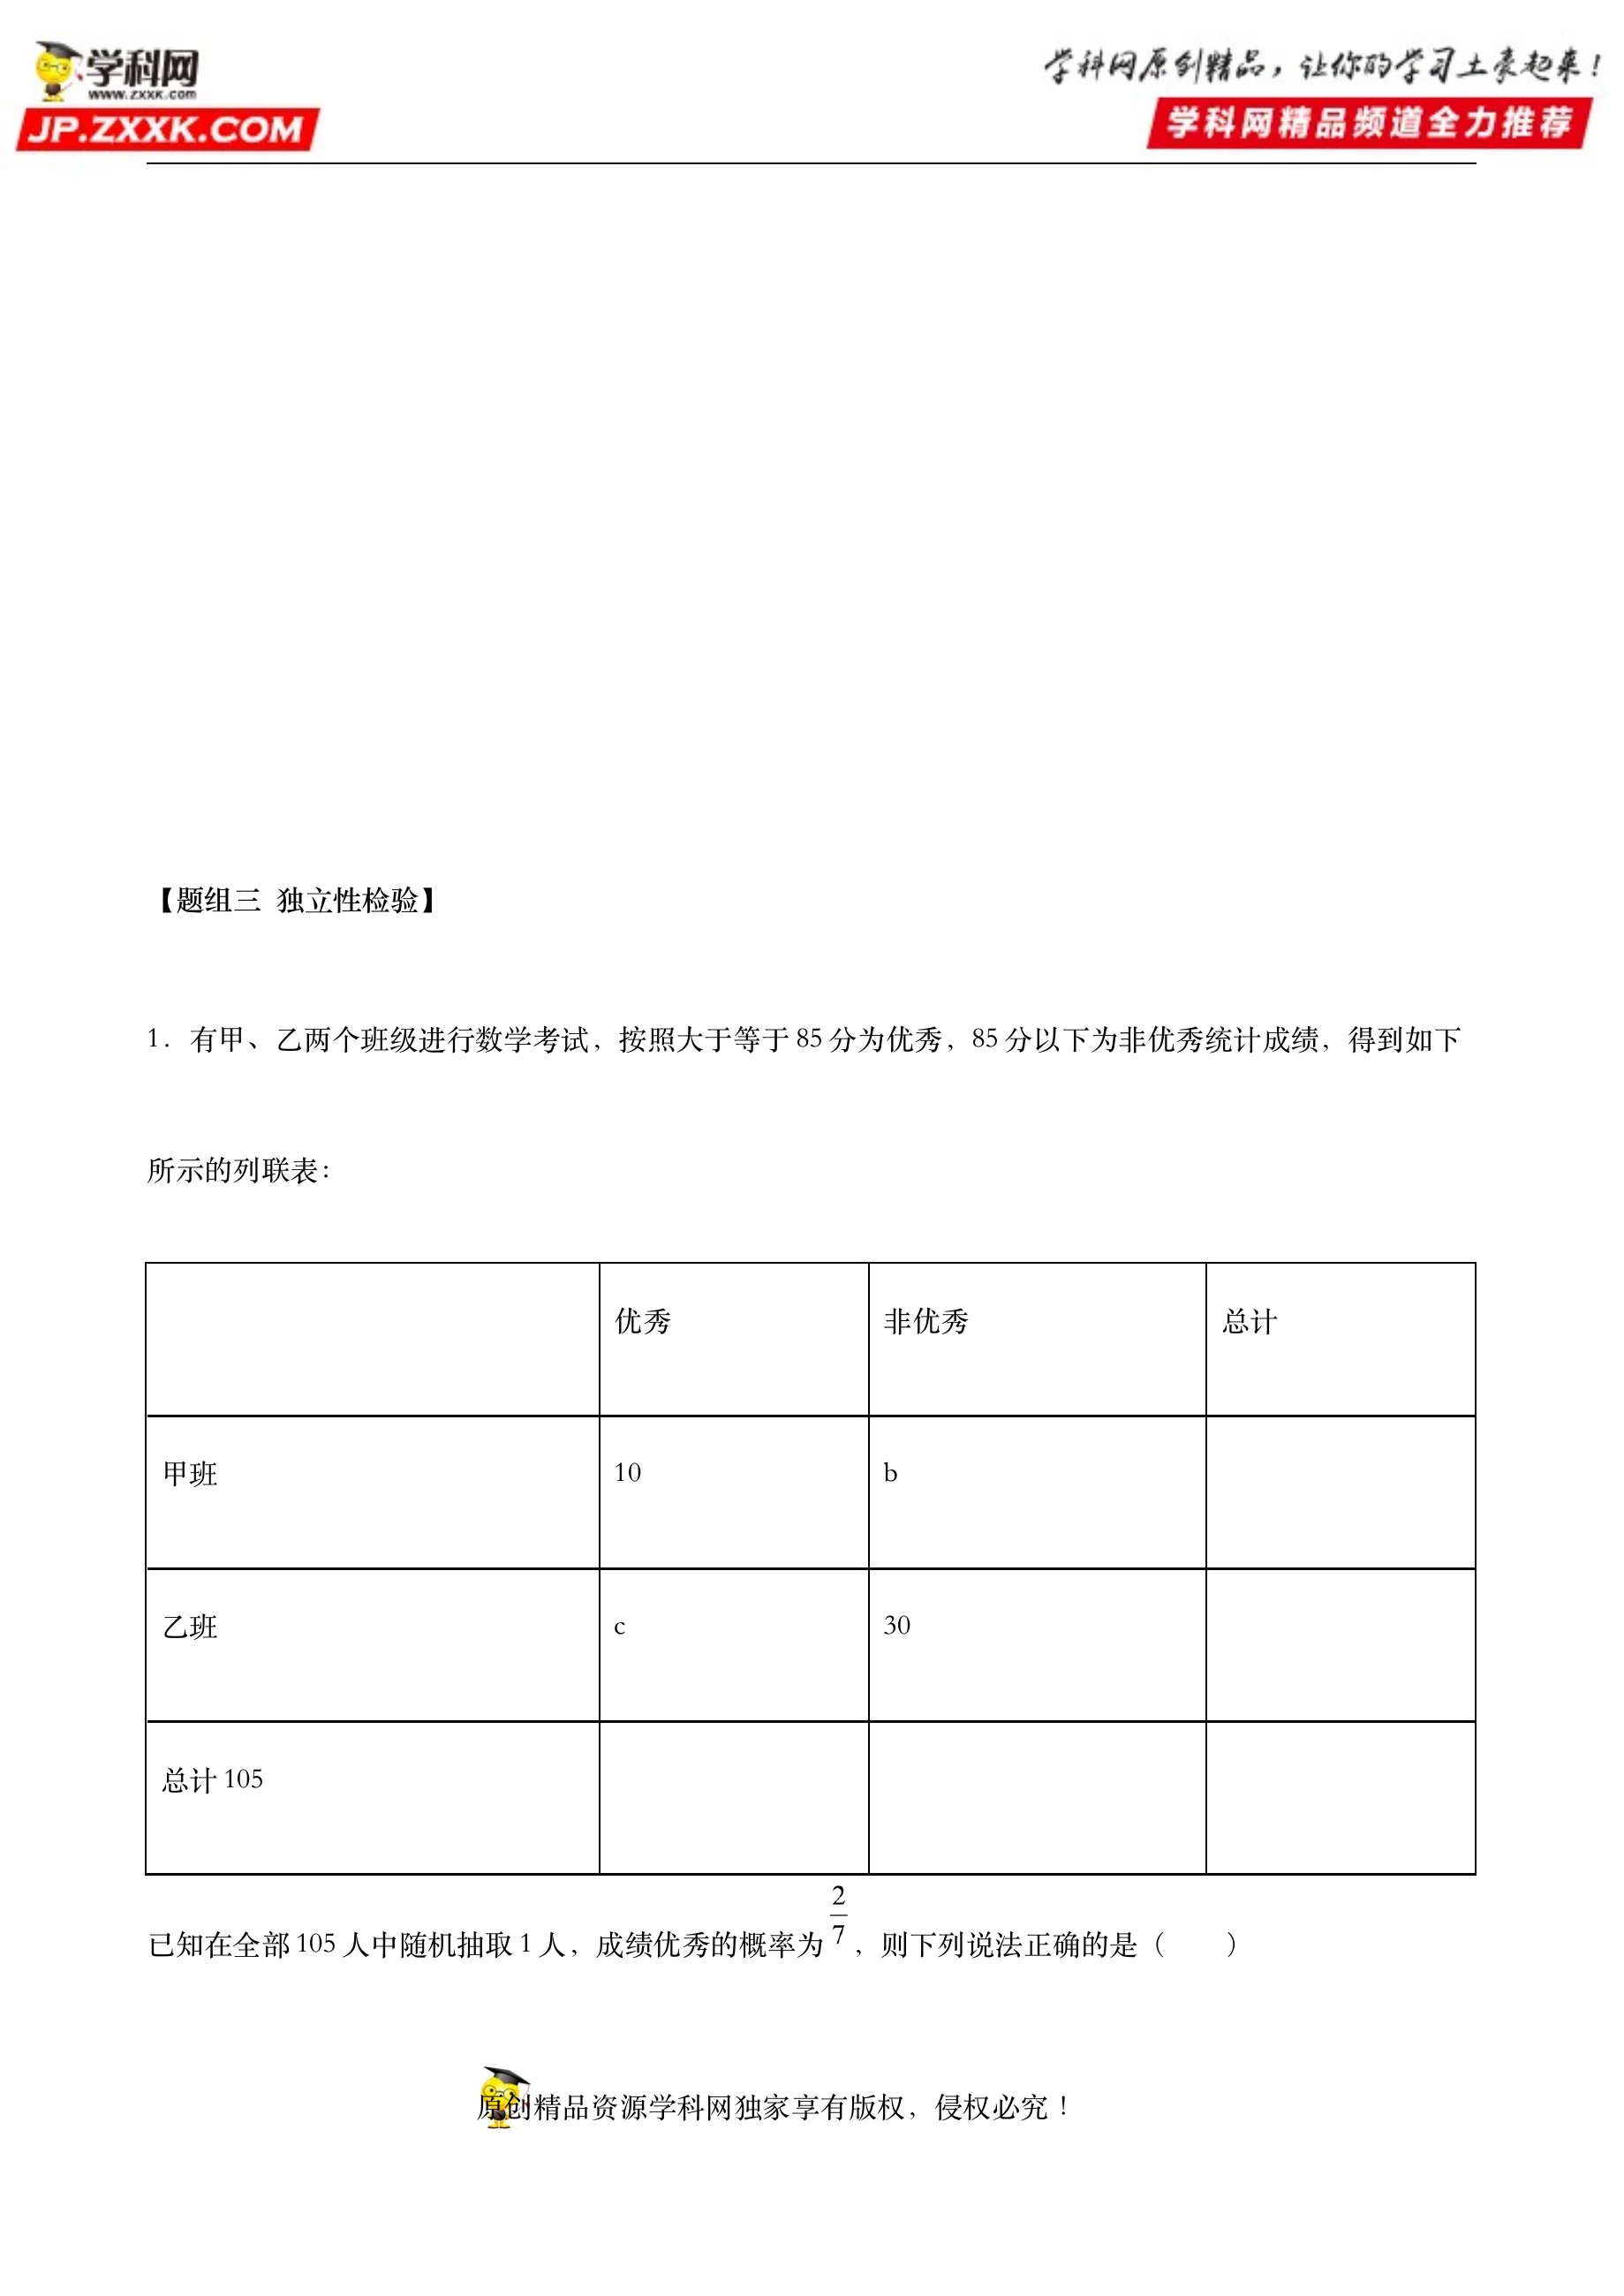 学科网
www.zxxk.com
JP.ZXXK.COM
学科网原创精品，让你的学习土豪起来！
学科网精品频道全力推荐
【题组三 独立性检验】
1．有甲、乙两个班级进行数学考试，按照大于等于 85 分为优秀，85 分以下为非优秀统计成绩，得到如下
所示的列联表：
优秀 非优秀 总计
甲班 10 b
乙班 c 30
总计 105
已知在全部 105 人中随机抽取 1 人，成绩优秀的概率为 2/7 ，则下列说法正确的是（　　）
原创精品资源学科网独家享有版权，侵权必究！